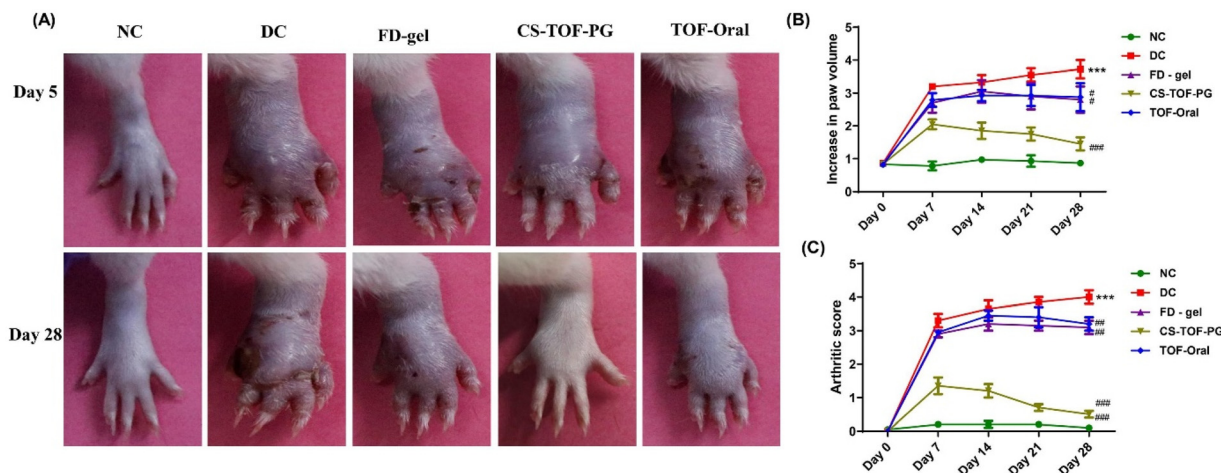 (A)
NC DC FD-gel CS-TOF-PG TOF-Oral
Day 5
Day 28
(B)
Increase in paw volume
5
4
3
2
1
0
Day 0 Day 7 Day 14 Day 21 Day 28
***
#
#
###
NC
DC
FD - gel
CS-TOF-PG
TOF-Oral
(C)
Arthritic score
5
4
3
2
1
0
Day 0 Day 7 Day 14 Day 21 Day 28
***
##
##
###
###
NC
DC
FD - gel
CS-TOF-PG
TOF-Oral